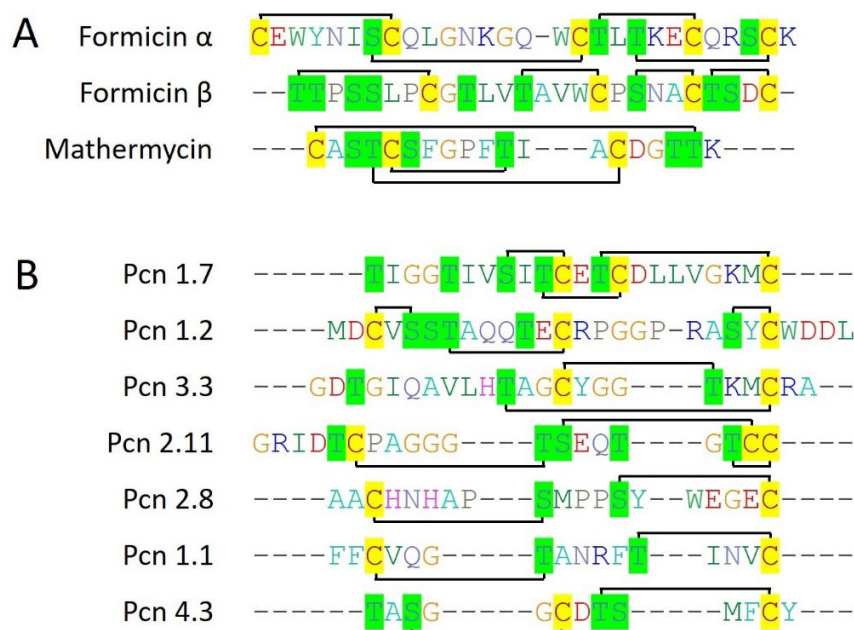 A
Formicin α CEWYNISCQLGNKGQ-WCTLTKECQRSCK
Formicin β --TTPSSLPCGTLVTAVWCPSNACTSDC-
Mathermycin ---CASTCSFGPFTI---ACDGTTK----
B
Pcn 1.7 ------TIGGTIVSITCETCDLLVGKMC----
Pcn 1.2 ----MDCVSSTAQQTECRPGGP-RASYCWDDL
Pcn 3.3 ---GDTGIQAVLHTAGCYGG----TKMCRA--
Pcn 2.11 GRIDTCPAGGG----TSEQT----GTCC----
Pcn 2.8 ----AACHNHAP---SMPPSY--WEGEC----
Pcn 1.1 ----FFCVQG-----TANRFT---INVC----
Pcn 4.3 ------TASG-----GCDTS-----MFCY---